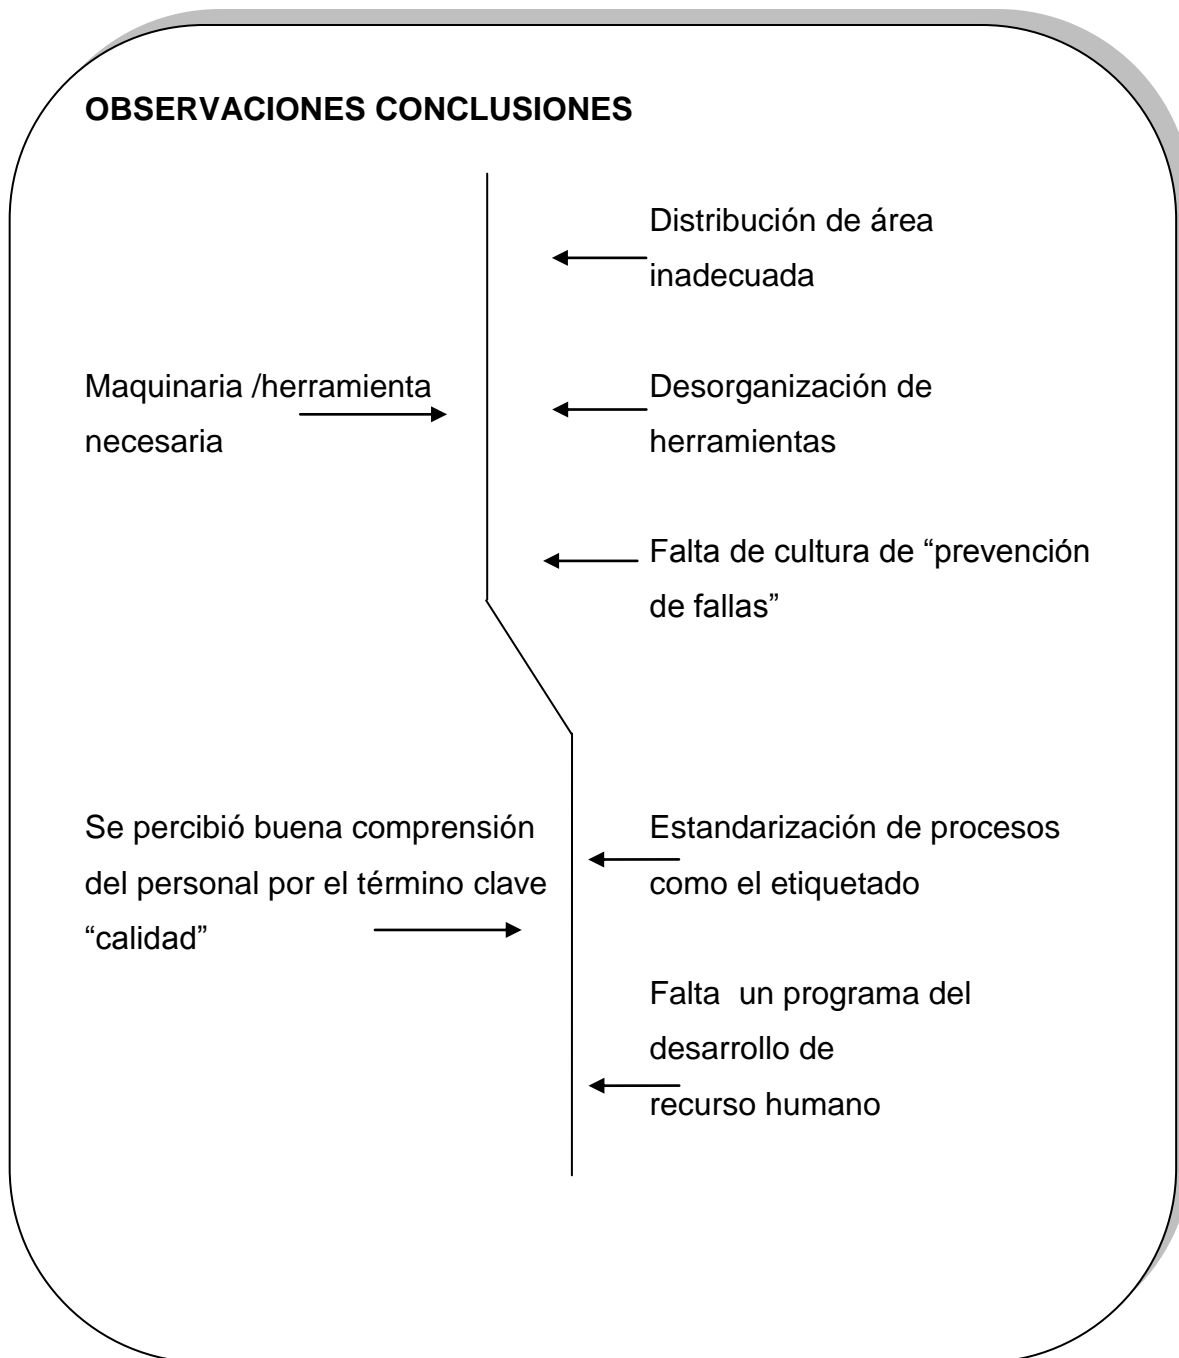 OBSERVACIONES CONCLUSIONES
Distribución de área
inadecuada
Maquinaria /herramienta
necesaria
Desorganización de
herramientas
Falta de cultura de “prevención
de fallas”
Se percibió buena comprensión
del personal por el término clave
“calidad”
Estandarización de procesos
como el etiquetado
Falta  un programa del
desarrollo de
recurso humano